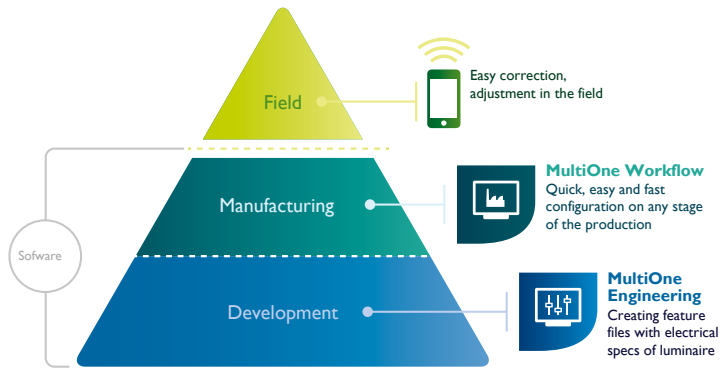 Field
Easy correction,
adjustment in the field
Manufacturing
MultiOne Workflow
Quick, easy and fast
configuration on any stage
of the production
Sofware
Development
MultiOne
Engineering
Creating feature
files with electrical
specs of luminaire